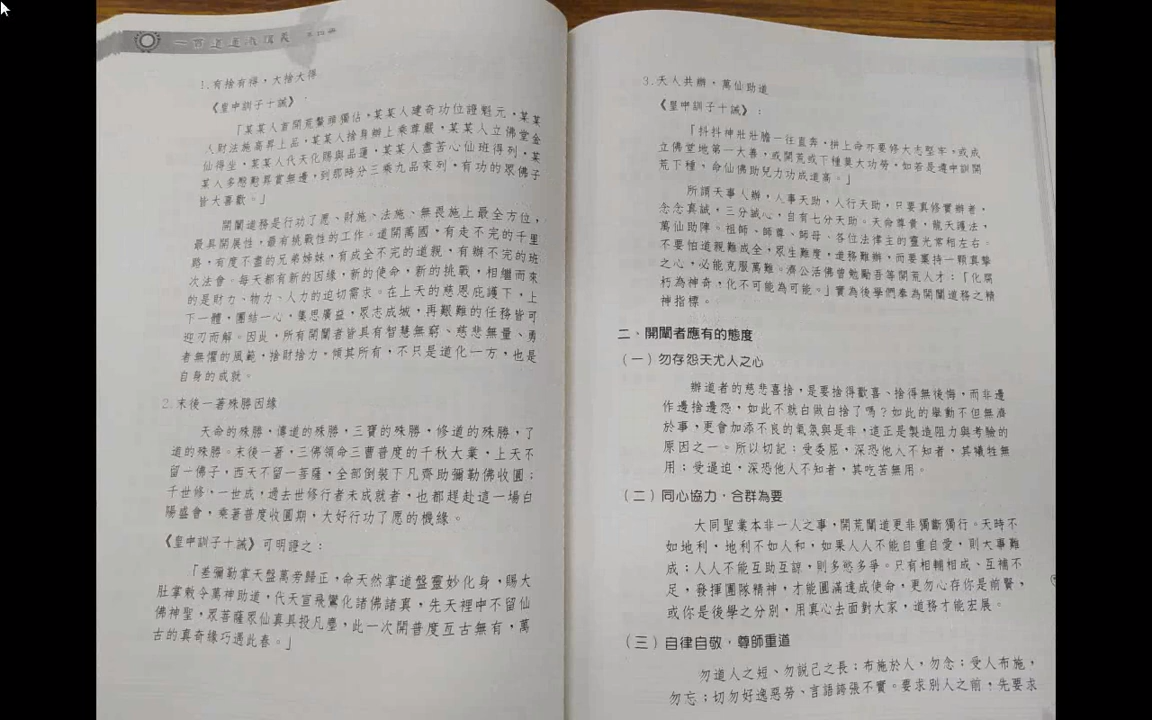 一百道道義講義 第四冊
1.有捨有得,大捨大得
《皇申訓子十誡》:
「某某人首開荒鰲頭獨佔,某某人建奇功位證魁元,某某
人財法施高昇上品,某某人捨身辦上乘尊嚴,某某人立佛堂金
仙得坐,某某人代天化賜與品蓮,某某人盡苦心仙班得列,某
某人多慇懃昇賞無邊,到那時分三乘九品來列,有功的眾佛子
皆大喜歡。」
開闡道務是行功了愿、財施、法施、無畏施上最全方位,
最具開展性,最有挑戰性的工作。道開萬國,有走不完的千里
路,有度不盡的兄弟姊妹,有成全不完的道親,有辦不完的班
次法會。每天都有新的因緣,新的使命,新的挑戰,相繼而來
的是財力、物力、人力的迫切需求。在上天的慈恩庇護下,上
下一體,團結一心,集思廣益,眾志成城,再艱難的任務皆可
迎刃而解。因此,所有開闡者皆具有智慧無窮、慈悲無量、勇
者無懼的風範,捨財捨力,傾其所有,不只是道化一方,也是
自身的成就。
2.末後一著殊勝因緣
天命的殊勝,傳道的殊勝,三寶的殊勝,修道的殊勝,了
道的殊勝。末後一著,三佛領命三曹普度的千秋大業,上天不
留一佛子,西天不留一菩薩,全部倒裝下凡齊助彌勒佛收圓;
千世修,一世成,過去世修行者未成就者,也都趕赴這一場白
陽盛會,乘著普度收圓期,大好行功了愿的機緣。
《皇申訓子十誡》可明證之:
「差彌勒掌天盤萬旁歸正,命天然掌道盤靈妙化身,賜大
肚掌敕令萬神助道,代天宣飛鸞化諸佛諸真,先天裡申不留仙
佛神聖,眾菩薩眾仙真具投凡塵,此一次開普度亙古無有,萬
古的真奇緣巧遇此春。」
3.天人共辦,萬仙助道
《皇申訓子十誡》:
「抖抖神壯壯膽一往直奔,拼上命亦要修大志堅牢,或成
立佛堂地第一大善,或開荒或下種莫大功勞,如若是遵申訓開
荒下種,命仙佛助兒力功成道高。」
所謂天事人辦,人事天助,人行天助,只要真修實辦者,
念念真誠,三分誠心,自有七分天助。天命尊貴,龍天護法,
萬仙助陣。祖師、師尊、師母、各位法律主的靈光常相左右。
不要怕道親難成全,眾生難度,道務難辦,而要稟持一顆真摯
之心,必能克服萬難。濟公活佛曾勉勵吾等開荒人才:「化腐
朽為神奇,化不可能為可能。」實為後學們奉為開闡道務之精
神指標。
二、開闡者應有的態度
(一)勿存怨天尤人之心
辦道者的慈悲喜捨,是要捨得歡喜、捨得無後悔,而非邊
作邊捨邊怨,如此不就白做白捨了嗎?如此的舉動不但無濟
於事,更會加添不良的氣氛與是非,這正是製造阻力與考驗的
原因之一。所以切記:受委屈,深恐他人不知者,其犧牲無
用;受逼迫,深恐他人不知者,其吃苦無用。
(二)同心協力,合群為要
大同聖業本非一人之事,開荒闡道更非獨斷獨行。天時不
如地利,地利不如人和,如果人人不能自重自愛,則大事難
成;人人不能互助互諒,則多慾多爭。只有相輔相成、互補不
足,發揮團隊精神,才能圓滿達成使命,更勿心存你是前賢,
或你是後學之分別,用真心去面對大家,道務才能宏展。
(三)自律自敬,尊師重道
勿道人之短、勿說己之長;布施於人,勿念;受人布施,
勿忘;切勿好逸惡勞、言語誇張不實。要求別人之前,先要求